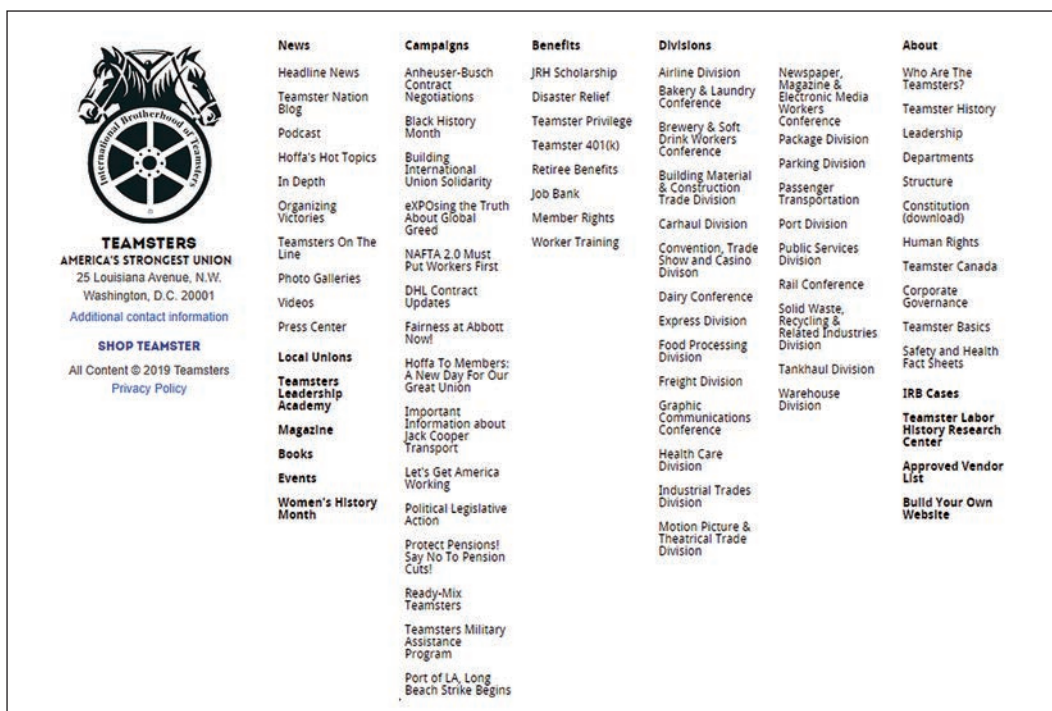 International Brotherhood of Teamsters
®
TEAMSTERS
AMERICA'S STRONGEST UNION
25 Louisiana Avenue, N.W.
Washington, D.C. 20001
Additional contact information
SHOP TEAMSTER
All Content © 2019 Teamsters
Privacy Policy
News
Headline News
Teamster Nation
Blog
Podcast
Hoffa's Hot Topics
In Depth
Organizing
Victories
Teamsters On The
Line
Photo Galleries
Videos
Press Center
Local Unions
Teamsters
Leadership
Academy
Magazine
Books
Events
Women's History
Month
Campaigns
Anheuser-Busch
Contract
Negotiations
Black History
Month
Building
International
Union Solidarity
eXPOsing the Truth
About Global
Greed
NAFTA 2.0 Must
Put Workers First
DHL Contract
Updates
Fairness at Abbott
Now!
Hoffa To Members:
A New Day For Our
Great Union
Important
Information about
Jack Cooper
Transport
Let's Get America
Working
Political Legislative
Action
Protect Pensions!
Say No To Pension
Cuts!
Ready-Mix
Teamsters
Teamsters Military
Assistance
Program
Port of LA, Long
Beach Strike Begins
Benefits
JRH Scholarship
Disaster Relief
Teamster Privilege
Teamster 401(k)
Retiree Benefits
Job Bank
Member Rights
Worker Training
Divisions
Airline Division
Bakery & Laundry
Conference
Brewery & Soft
Drink Workers
Conference
Building Material
& Construction
Trade Division
Carhaul Division
Convention, Trade
Show and Casino
Divison
Dairy Conference
Express Division
Food Processing
Division
Freight Division
Graphic
Communications
Conference
Health Care
Division
Industrial Trades
Division
Motion Picture &
Theatrical Trade
Division
Newspaper,
Magazine &
Electronic Media
Workers
Conference
Package Division
Parking Division
Passenger
Transportation
Port Division
Public Services
Division
Rail Conference
Solid Waste,
Recycling &
Related Industries
Division
Tankhaul Division
Warehouse
Division
About
Who Are The
Teamsters?
Teamster History
Leadership
Departments
Structure
Constitution
(download)
Human Rights
Teamster Canada
Corporate
Governance
Teamster Basics
Safety and Health
Fact Sheets
IRB Cases
Teamster Labor
History Research
Center
Approved Vendor
List
Build Your Own
Website